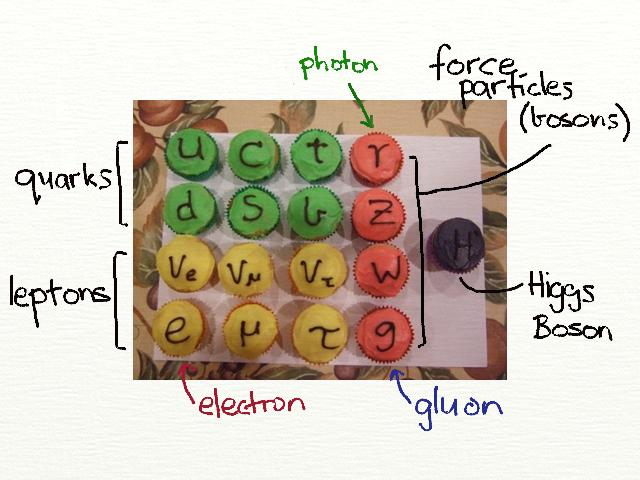 photon
force
particles
(bosons)
quarks
u c t γ
d s b Z
leptons
νe νμ ντ W
e μ τ g
H
Higgs
Boson
electron
gluon